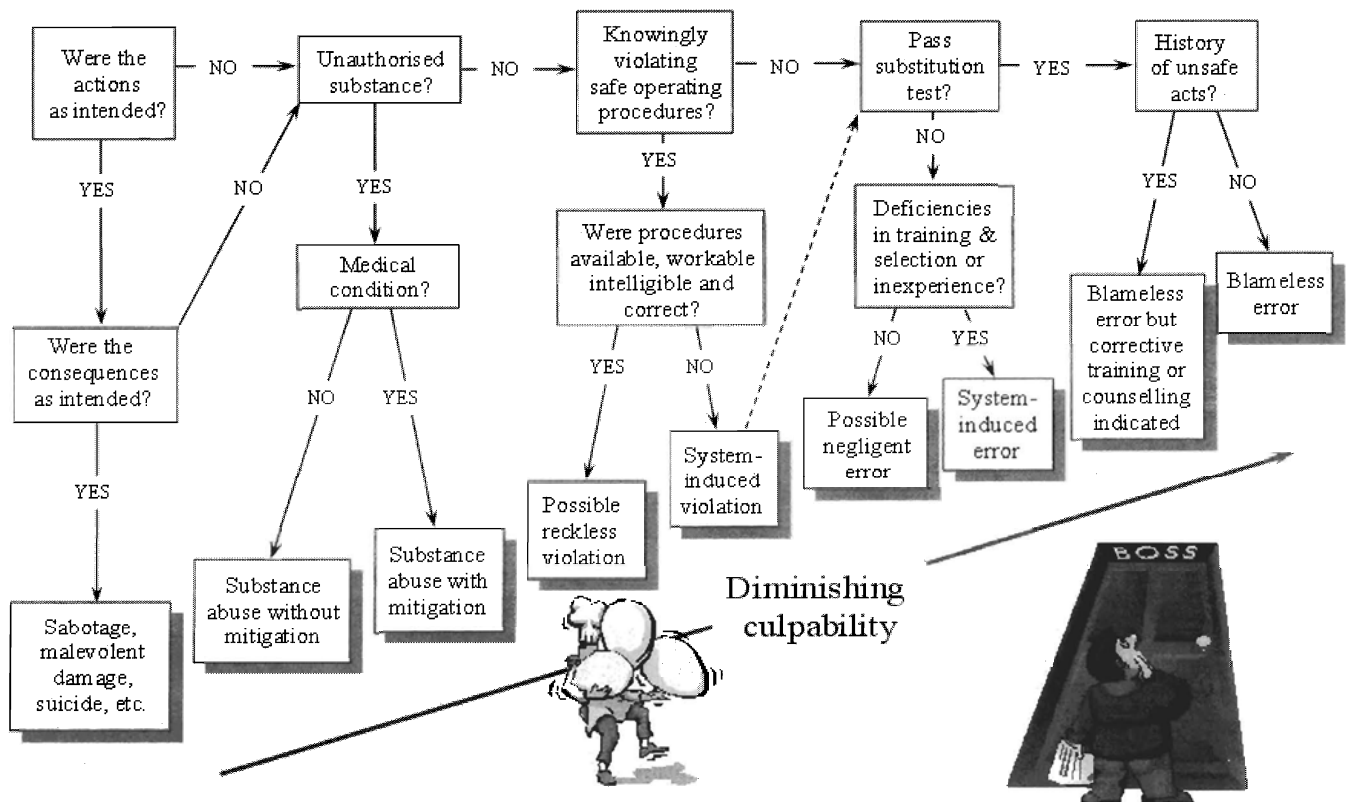 Were the
actions
as intended?
NO
Unauthorised
substance?
NO
Knowingly
violating
safe operating
procedures?
NO
Pass
substitution
test?
YES
History
of unsafe
acts?
YES
NO
YES
YES
NO
YES
NO
Were the
consequences
as intended?
Medical
condition?
Were procedures
available, workable
intelligible and
correct?
Deficiencies
in training &
selection or
inexperience?
Blameless
error but
corrective
training or
counselling
indicated
Blameless
error
YES
NO
YES
YES
NO
NO
YES
Sabotage,
malevolent
damage,
suicide, etc.
Substance
abuse without
mitigation
Substance
abuse with
mitigation
Possible
reckless
violation
System-
induced
violation
Possible
negligent
error
System-
induced
error
Diminishing
culpability
BOSS